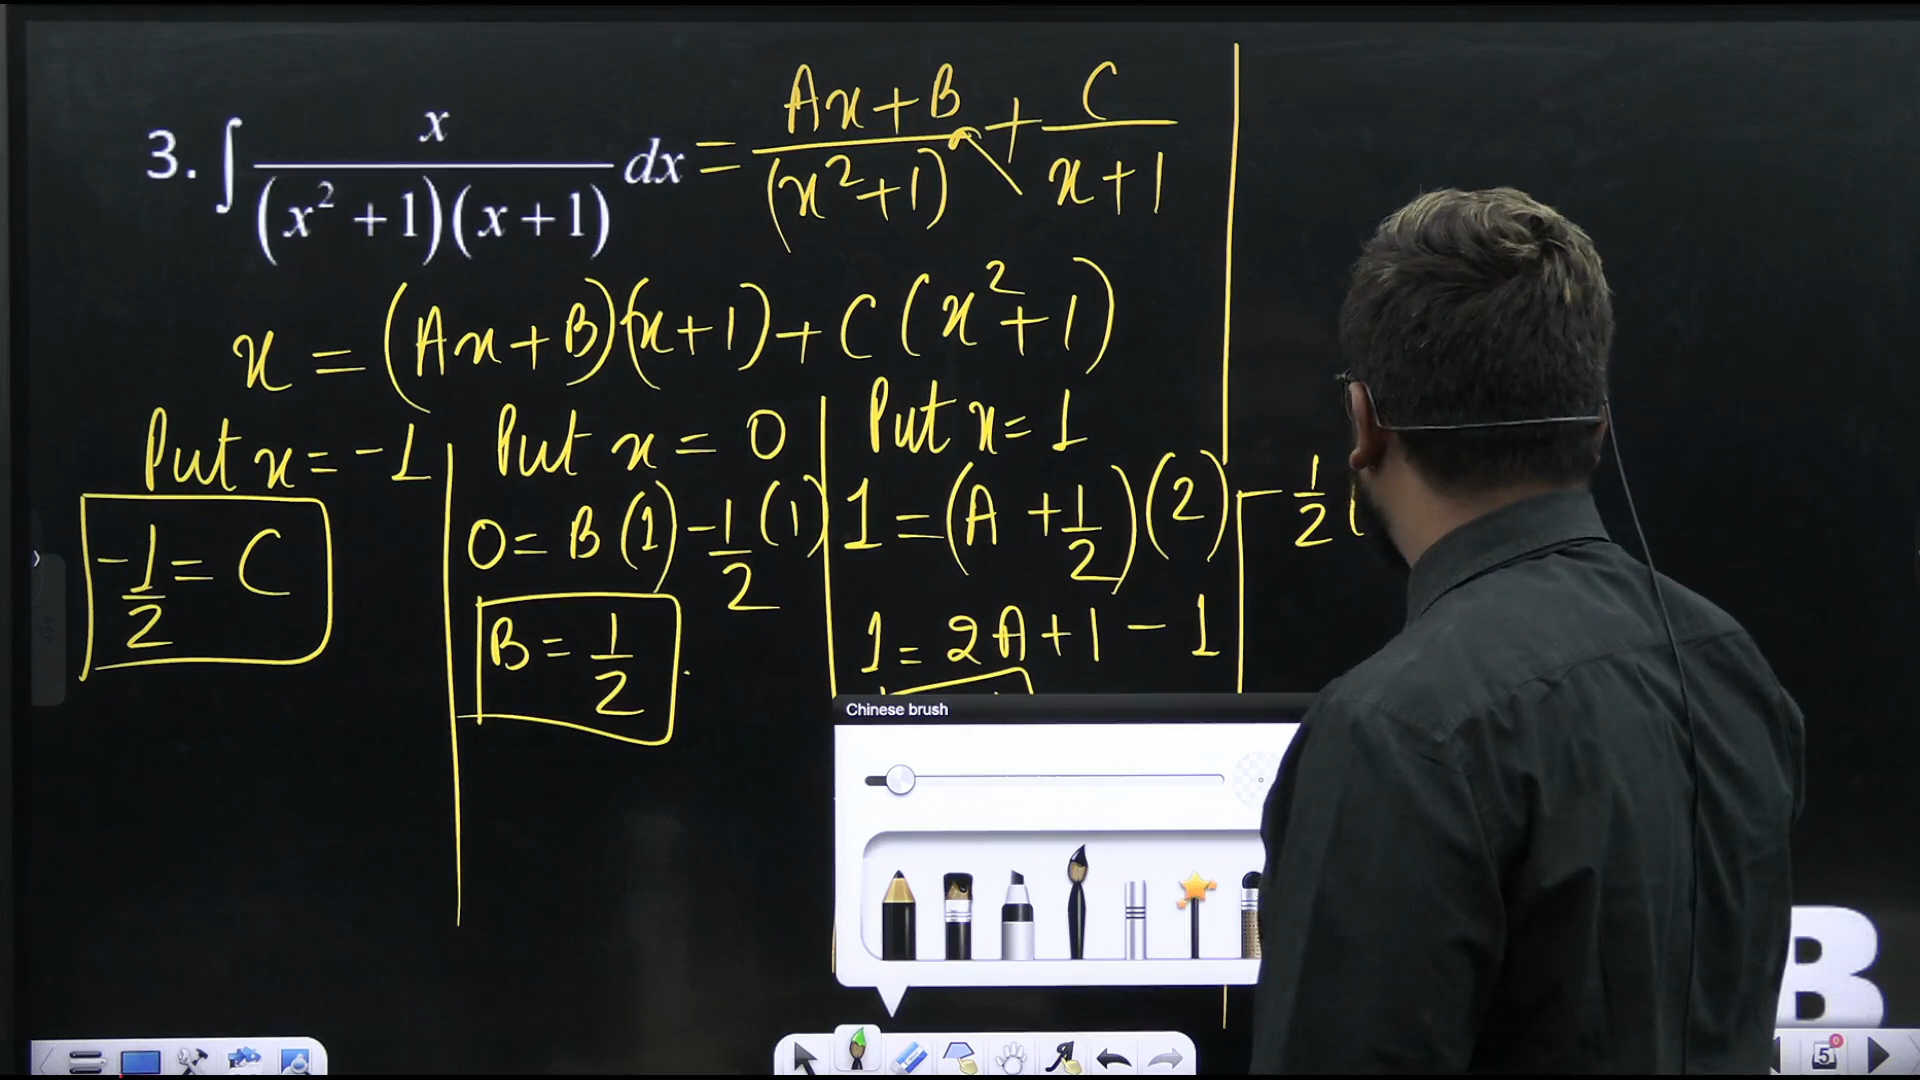 3. ∫ x / (x² + 1)(x + 1) dx = Ax + B / (x² + 1) + C / x + 1
x = (Ax + B)(x + 1) + C (x² + 1)
Put x = -1
-1/2 = C
Put x = 0
0 = B (1) - 1/2 (1)
B = 1/2
Put x = 1
1 = (A + 1/2) (2) - 1/2 (
1 = 2A + 1 - 1
Chinese brush
B
5
0